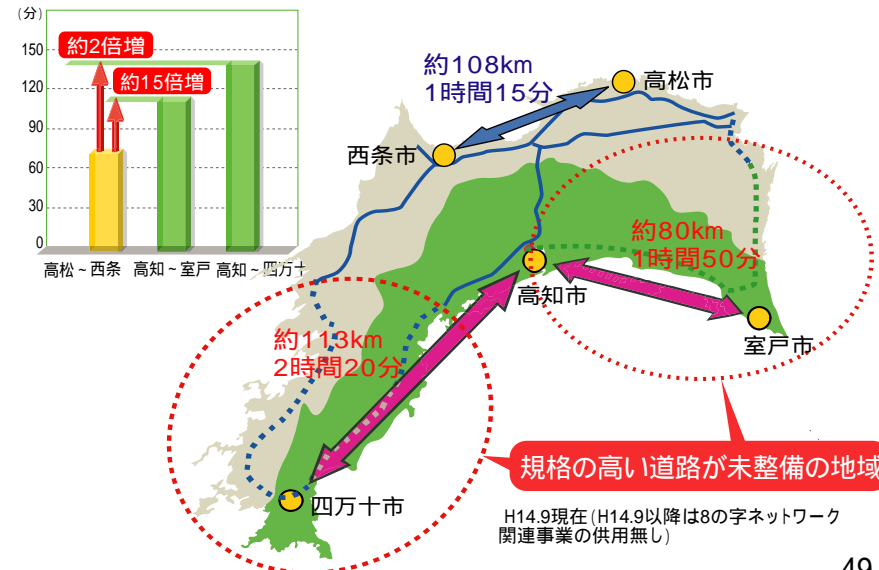 (分)
150
120
90
60
30
0
約2倍増
約15倍増
高松~西条 高知~室戸 高知~四万十
約108km
1時間15分
高松市
西条市
約80km
1時間50分
高知市
室戸市
約113km
2時間20分
四万十市
規格の高い道路が未整備の地域
H14.9現在(H14.9以降は8の字ネットワーク
関連事業の供用無し)
49